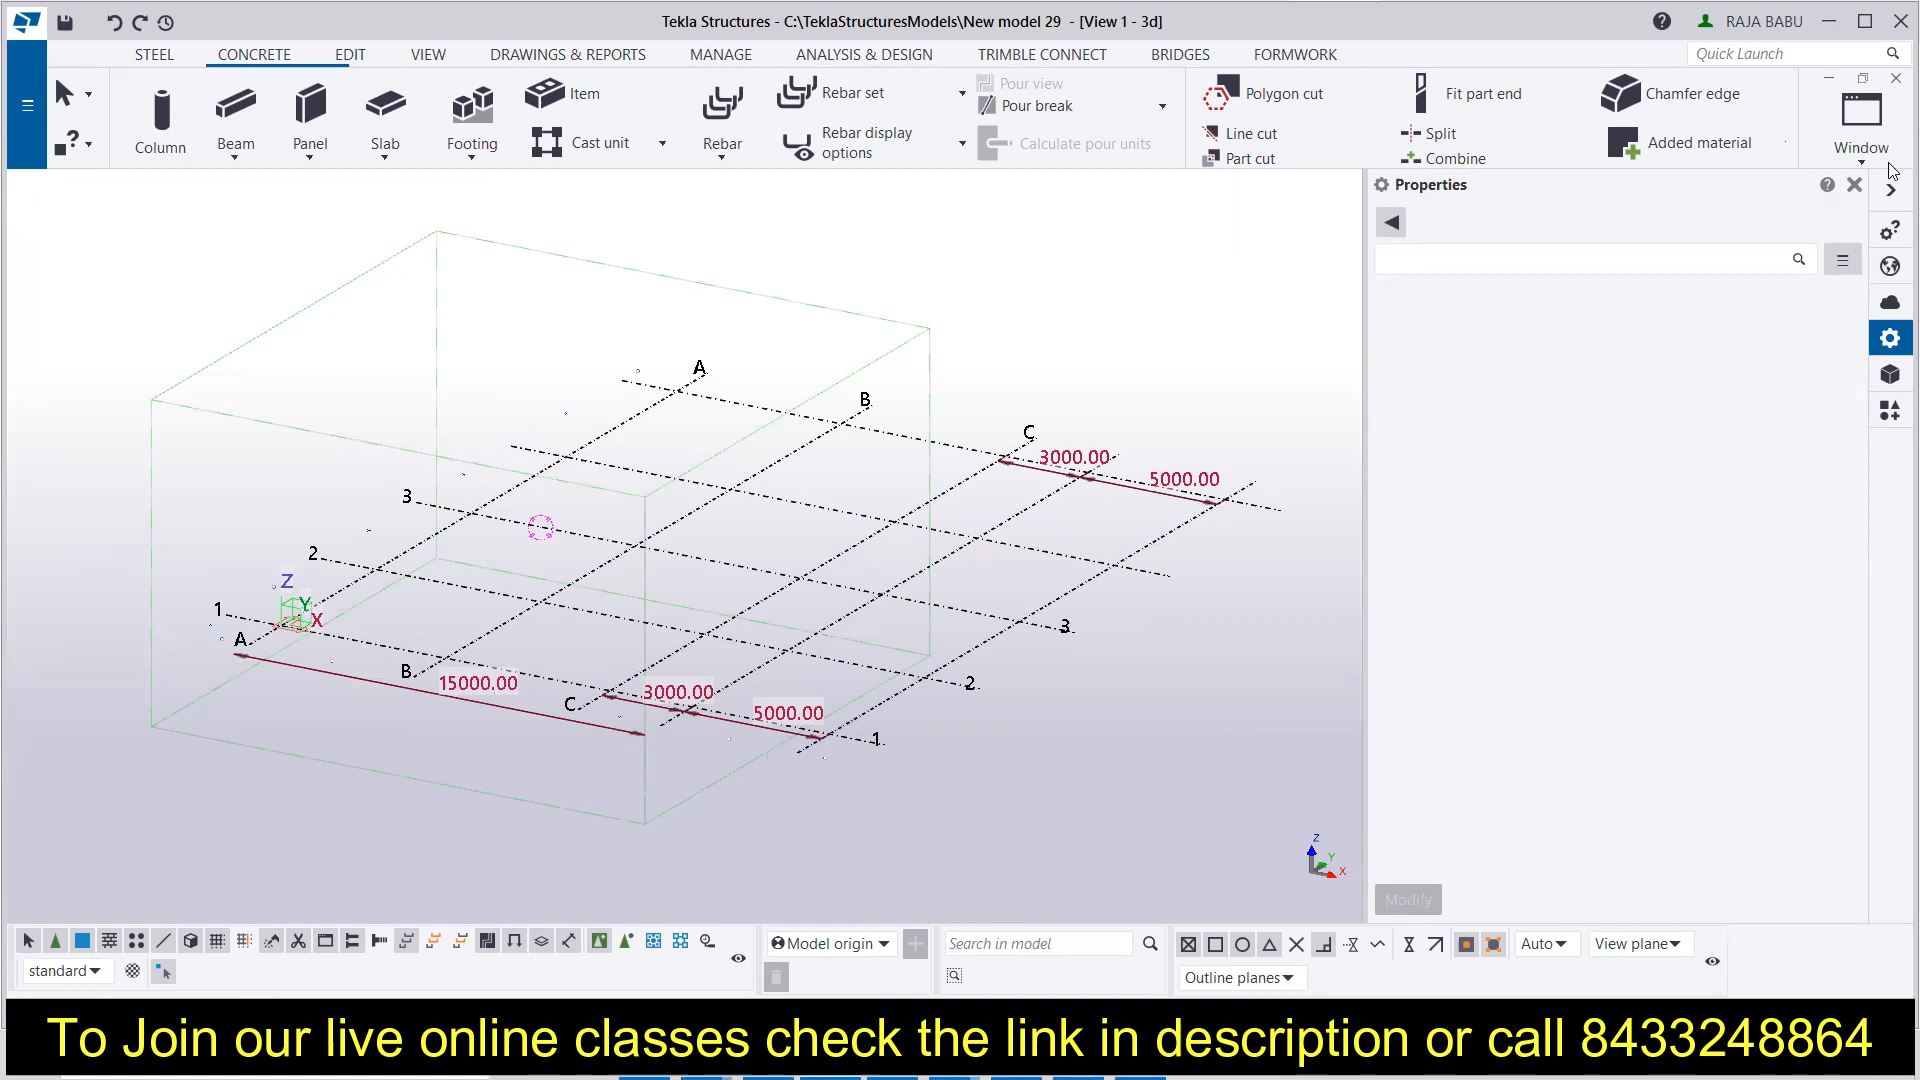 Tekla Structures - C:\TeklaStructuresModels\New model 29 - [View 1 - 3d]
RAJA BABU
STEEL CONCRETE EDIT VIEW DRAWINGS & REPORTS MANAGE ANALYSIS & DESIGN TRIMBLE CONNECT BRIDGES FORMWORK
Quick Launch
Column
Beam
Panel
Slab
Footing
Item
Cast unit
Rebar
Rebar set
Rebar display
options
Pour view
Pour break
Calculate pour units
Polygon cut
Line cut
Part cut
Fit part end
Split
Combine
Chamfer edge
Added material
Window
Properties
A
B
C
3000.00
5000.00
3
2
Z
Y
1
X
A
3
B
15000.00
2
C
3000.00
5000.00
1
Z
Y
X
Modify
Model origin
Search in model
Auto
View plane
standard
Outline planes
To Join our live online classes check the link in description or call 8433248864